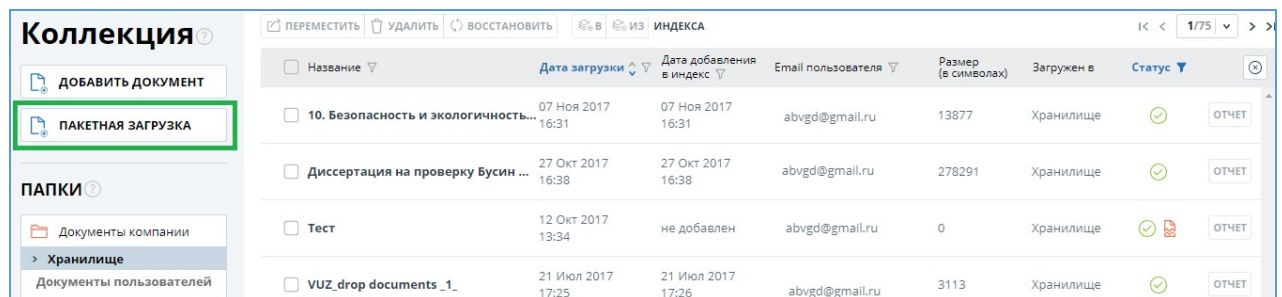 Коллекция
ДОБАВИТЬ ДОКУМЕНТ
ПАКЕТНАЯ ЗАГРУЗКА
ПАПКИ
Документы компании
Хранилище
Документы пользователей
ПЕРЕМЕСТИТЬ УДАЛИТЬ ВОССТАНОВИТЬ В ИЗ ИНДЕКСА 1/75
Название Дата загрузки Дата добавления в индекс Email пользователя Размер (в символах) Загружен в Статус
10. Безопасность и экологичность... 07 Ноя 2017 16:31 07 Ноя 2017 16:31 abvgd@gmail.ru 13877 Хранилище ОТЧЕТ
Диссертация на проверку Бусин ... 27 Окт 2017 16:38 27 Окт 2017 16:38 abvgd@gmail.ru 278291 Хранилище ОТЧЕТ
Тест 12 Окт 2017 13:34 не добавлен abvgd@gmail.ru 0 Хранилище ОТЧЕТ
VUZ_drop documents _1_ 21 Июл 2017 17:25 21 Июл 2017 17:26 abvgd@gmail.ru 3113 Хранилище ОТЧЕТ